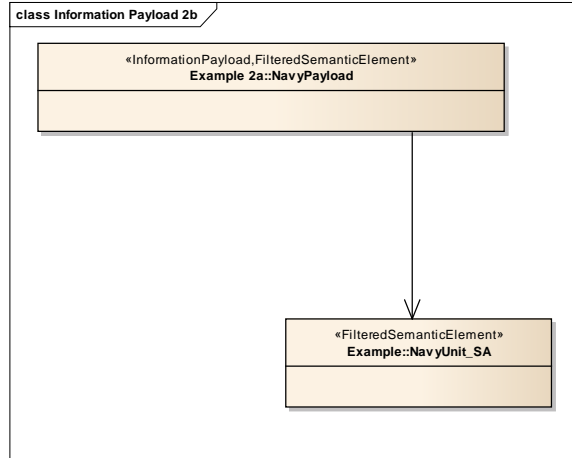 class Information Payload 2b
«InformationPayload,FilteredSemanticElement»
Example 2a::NavyPayload
«FilteredSemanticElement»
Example::NavyUnit_SA